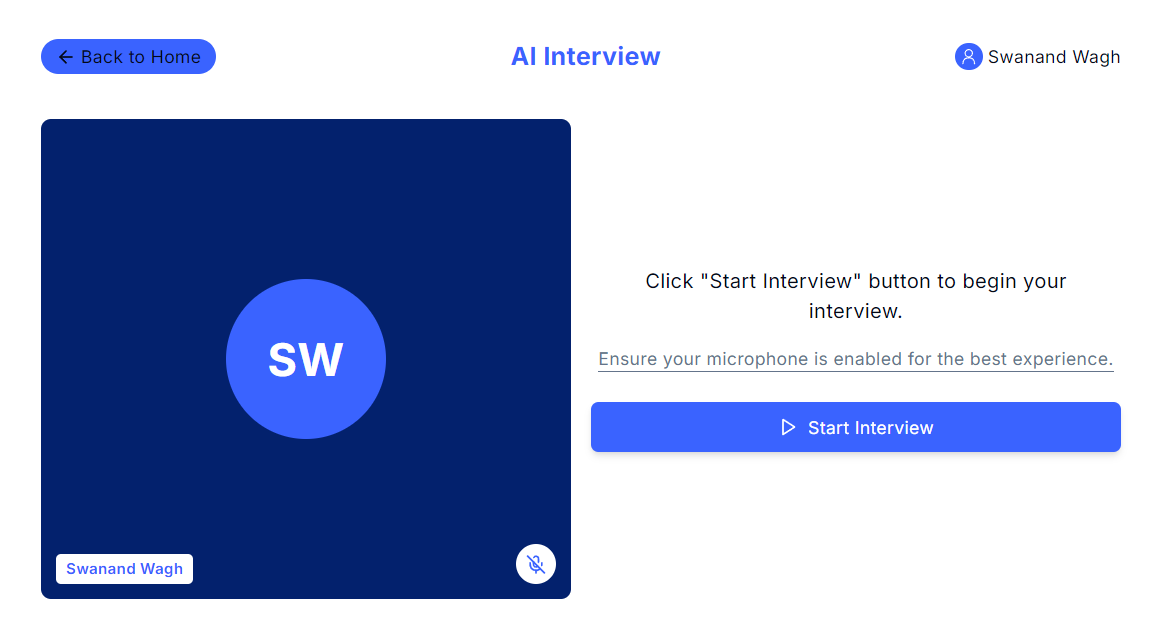 Back to Home
AI Interview
Swanand Wagh
SW
Swanand Wagh
Click "Start Interview" button to begin your
interview.
Ensure your microphone is enabled for the best experience.
Start Interview